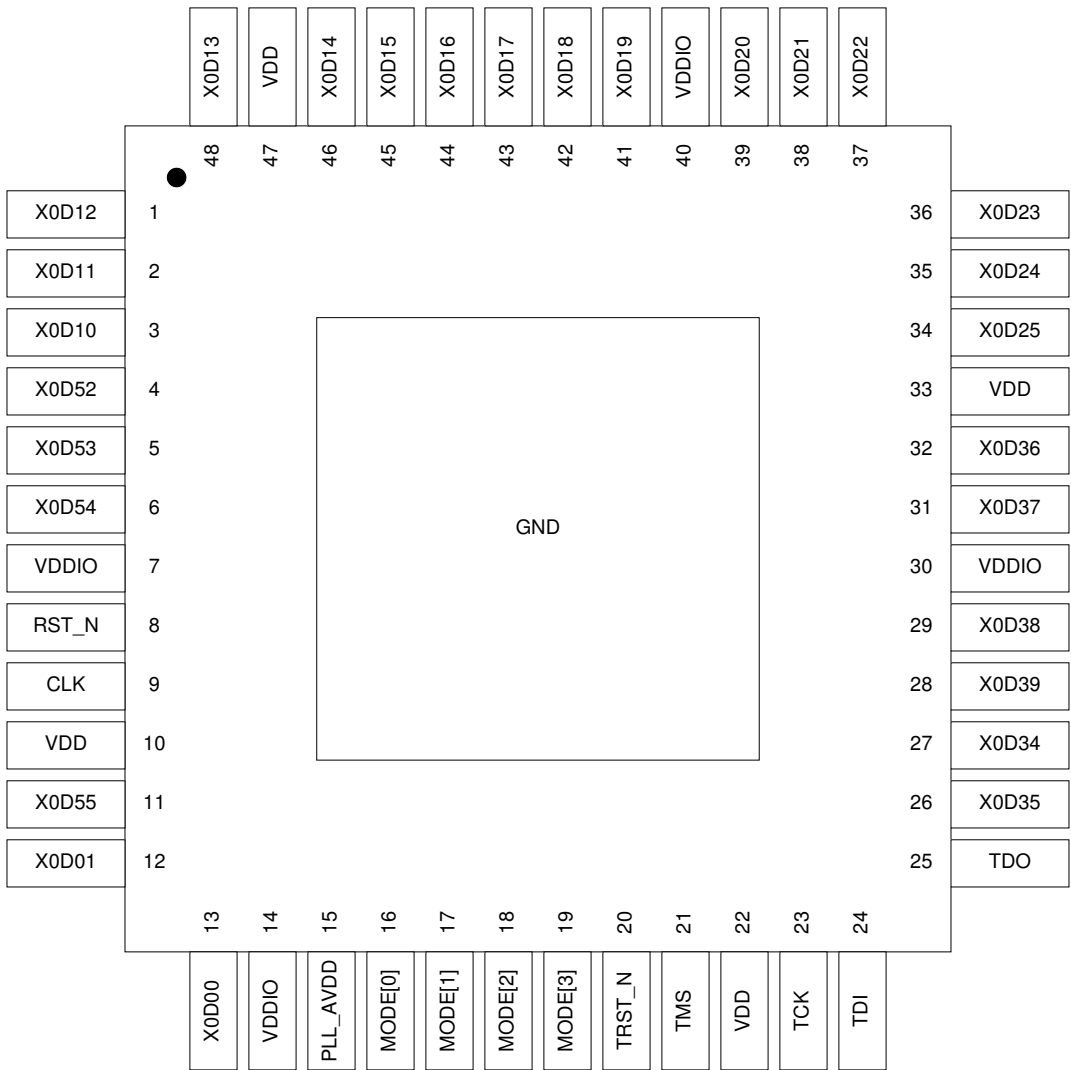 X0D13 VDD X0D14 X0D15 X0D16 X0D17 X0D18 X0D19 VDDIO X0D20 X0D21 X0D22
48 47 46 45 44 43 42 41 40 39 38 37
X0D12 1 36 X0D23
X0D11 2 35 X0D24
X0D10 3 34 X0D25
X0D52 4 33 VDD
X0D53 5 32 X0D36
X0D54 6 31 X0D37
GND
VDDIO 7 30 VDDIO
RST_N 8 29 X0D38
CLK 9 28 X0D39
VDD 10 27 X0D34
X0D55 11 26 X0D35
X0D01 12 25 TDO
13 14 15 16 17 18 19 20 21 22 23 24
X0D00 VDDIO PLL_AVDD MODE[0] MODE[1] MODE[2] MODE[3] TRST_N TMS VDD TCK TDI